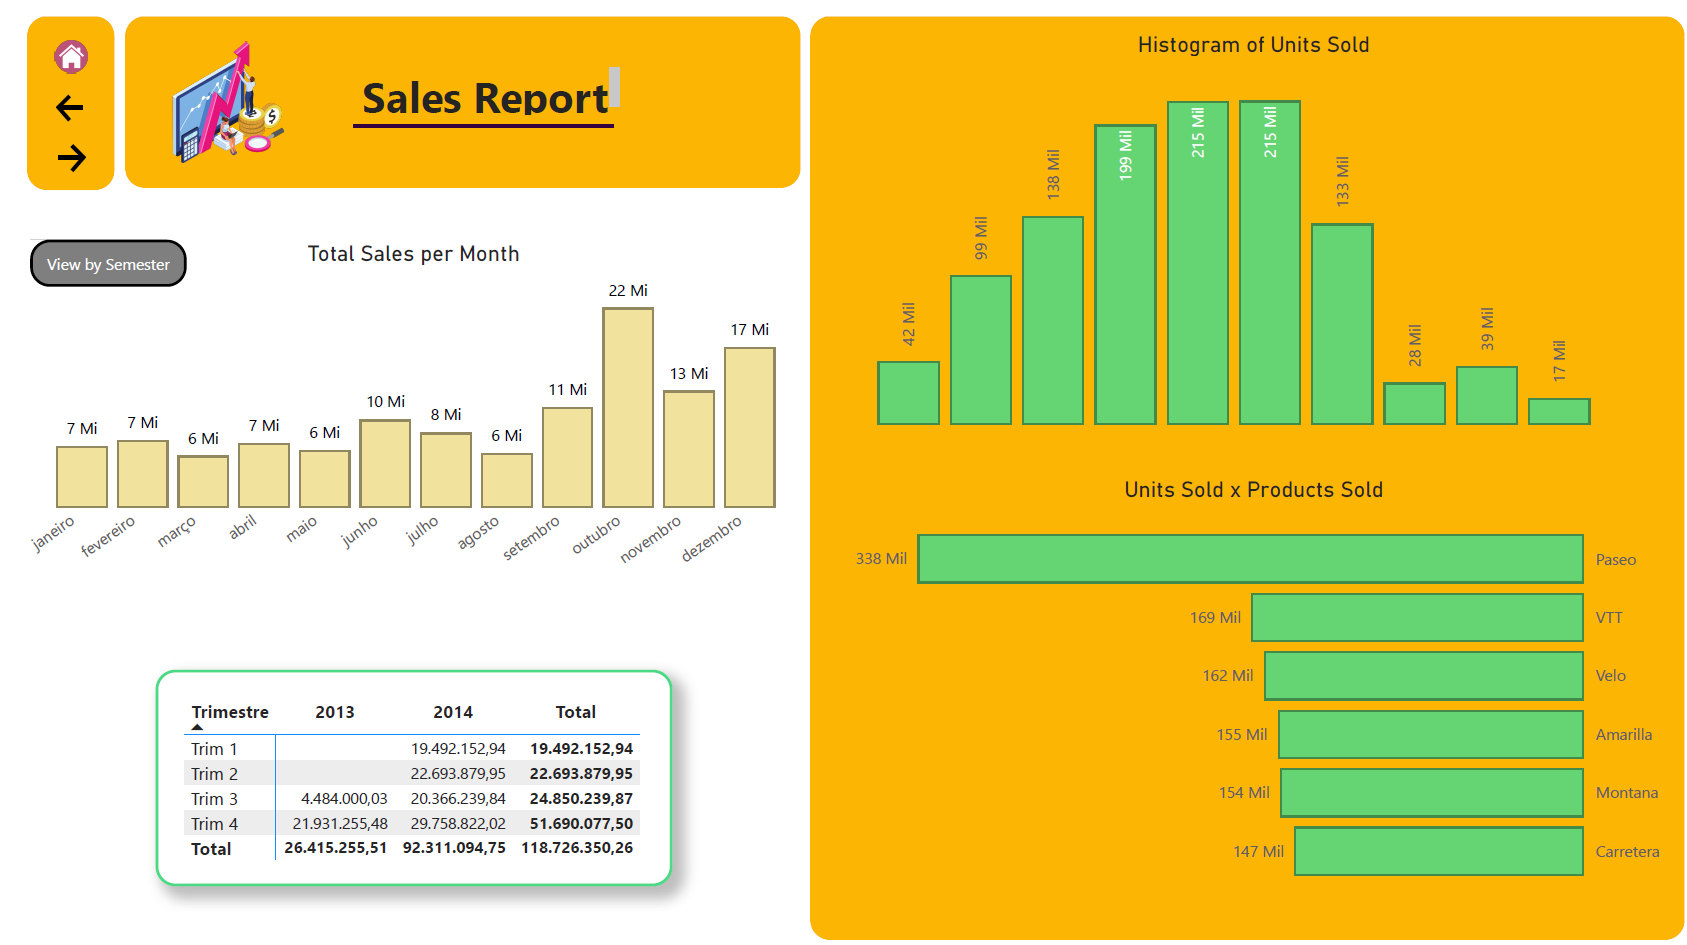 Sales Report
$
View by Semester
Total Sales per Month
7 Mi
7 Mi
6 Mi
7 Mi
6 Mi
10 Mi
8 Mi
6 Mi
11 Mi
22 Mi
13 Mi
17 Mi
janeiro
fevereiro
março
abril
maio
junho
julho
agosto
setembro
outubro
novembro
dezembro
Trimestre 2013 2014 Total
Trim 1 19.492.152,94 19.492.152,94
Trim 2 22.693.879,95 22.693.879,95
Trim 3 4.484.000,03 20.366.239,84 24.850.239,87
Trim 4 21.931.255,48 29.758.822,02 51.690.077,50
Total 26.415.255,51 92.311.094,75 118.726.350,26
Histogram of Units Sold
42 Mil
99 Mil
138 Mil
199 Mil
215 Mil
215 Mil
133 Mil
28 Mil
39 Mil
17 Mil
Units Sold x Products Sold
338 Mil Paseo
169 Mil VTT
162 Mil Velo
155 Mil Amarilla
154 Mil Montana
147 Mil Carretera